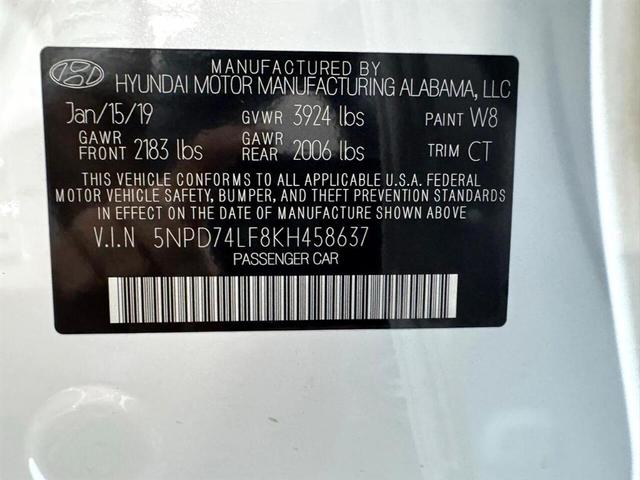 MANUFACTURED BY
HYUNDAI MOTOR MANUFACTURING ALABAMA, LLC
Jan/15/19 GVWR 3924 lbs PAINT W8
GAWR FRONT 2183 lbs GAWR REAR 2006 lbs TRIM CT
THIS VEHICLE CONFORMS TO ALL APPLICABLE U.S.A. FEDERAL
MOTOR VEHICLE SAFETY, BUMPER, AND THEFT PREVENTION
STANDARDS IN EFFECT ON THE DATE OF MANUFACTURE SHOWN ABOVE.
V.I.N 5NPD74LF8KH458637
PASSENGER CAR